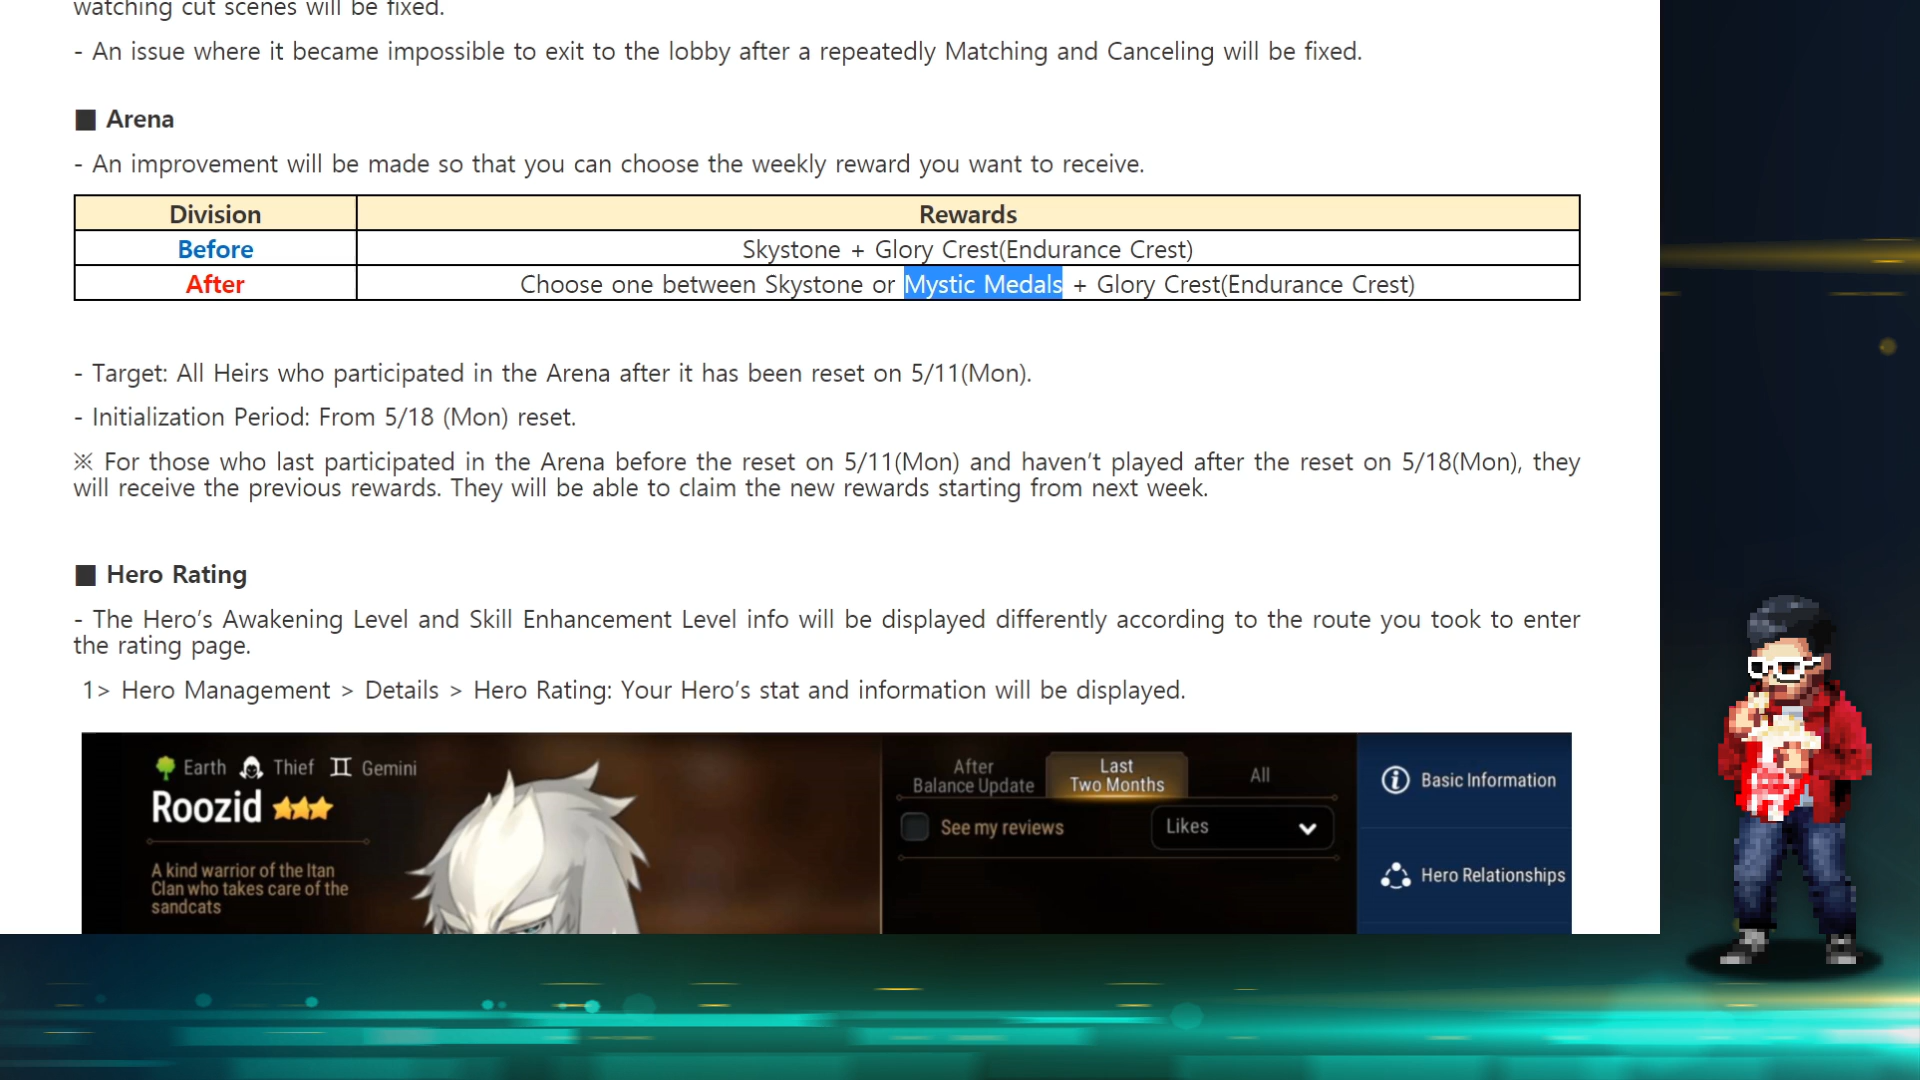 watching cut scenes will be fixed.
- An issue where it became impossible to exit to the lobby after a repeatedly Matching and Canceling will be fixed.
■ Arena
- An improvement will be made so that you can choose the weekly reward you want to receive.
Division Rewards
Before Skystone + Glory Crest(Endurance Crest)
After Choose one between Skystone or Mystic Medals + Glory Crest(Endurance Crest)
- Target: All Heirs who participated in the Arena after it has been reset on 5/11(Mon).
- Initialization Period: From 5/18 (Mon) reset.
※ For those who last participated in the Arena before the reset on 5/11(Mon) and haven’t played after the reset on 5/18(Mon), they
will receive the previous rewards. They will be able to claim the new rewards starting from next week.
■ Hero Rating
- The Hero’s Awakening Level and Skill Enhancement Level info will be displayed differently according to the route you took to enter
the rating page.
1> Hero Management > Details > Hero Rating: Your Hero’s stat and information will be displayed.
Earth Thief Gemini
Roozid
A kind warrior of the Itan
Clan who takes care of the
sandcats
After
Balance Update
Last
Two Months
All
See my reviews
Likes
Basic Information
Hero Relationships